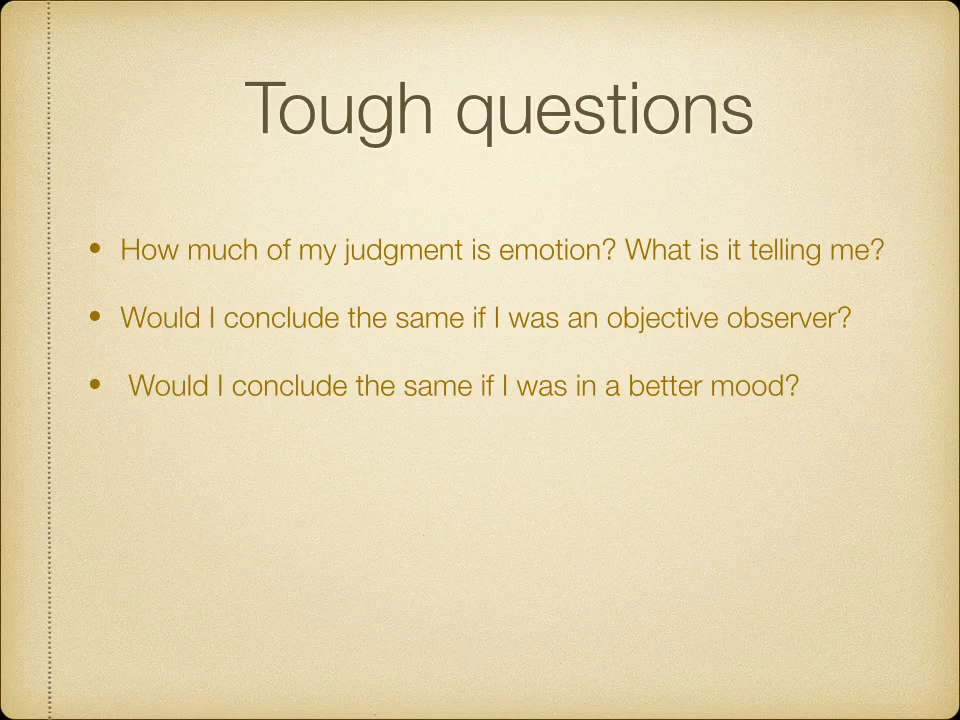 Tough questions
• How much of my judgment is emotion? What is it telling me?
• Would I conclude the same if I was an objective observer?
• Would I conclude the same if I was in a better mood?